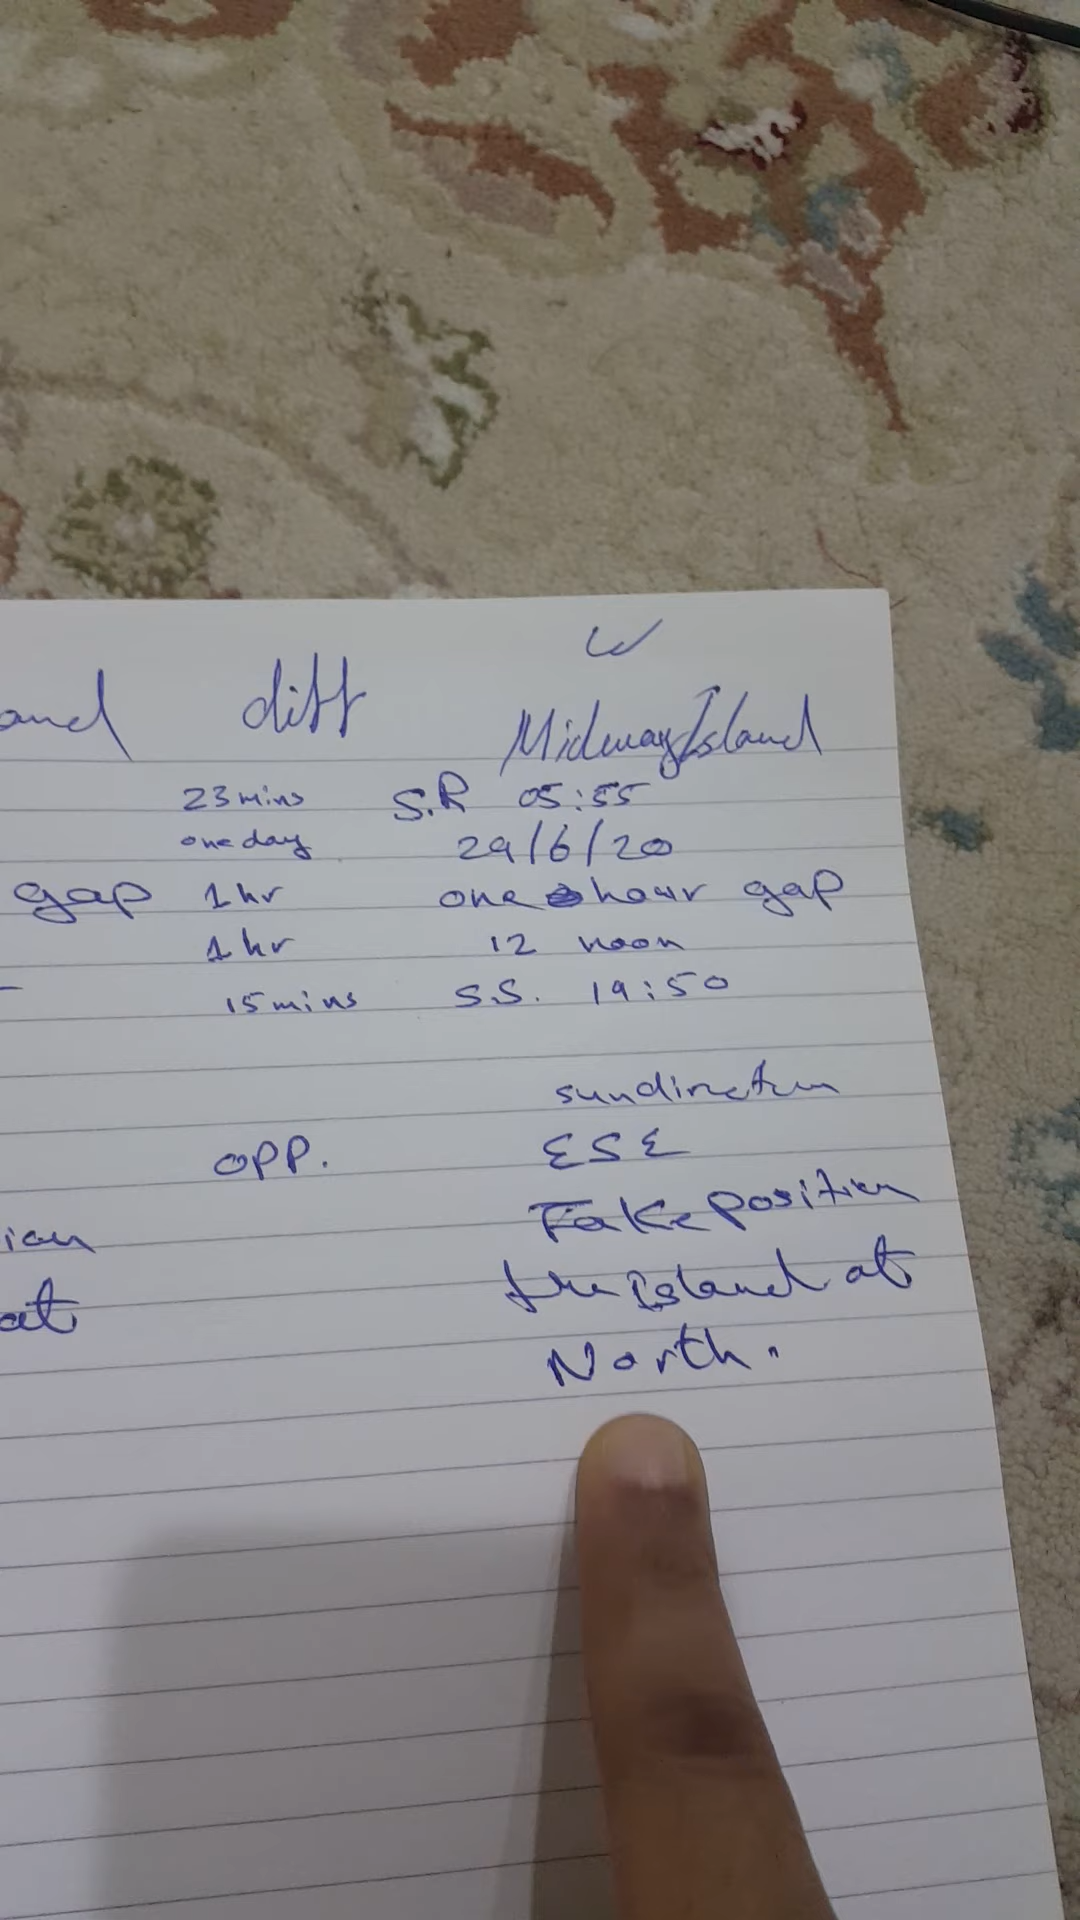 W
and diff Midway Island
23 mins S.R 05:55
one day 29/6/20
gap 1hr one hour gap
1hr 12 noon
15 mins S.S. 19:50
sundirection
OPP. ESE
Fake position
ion
the Island at
at
North.